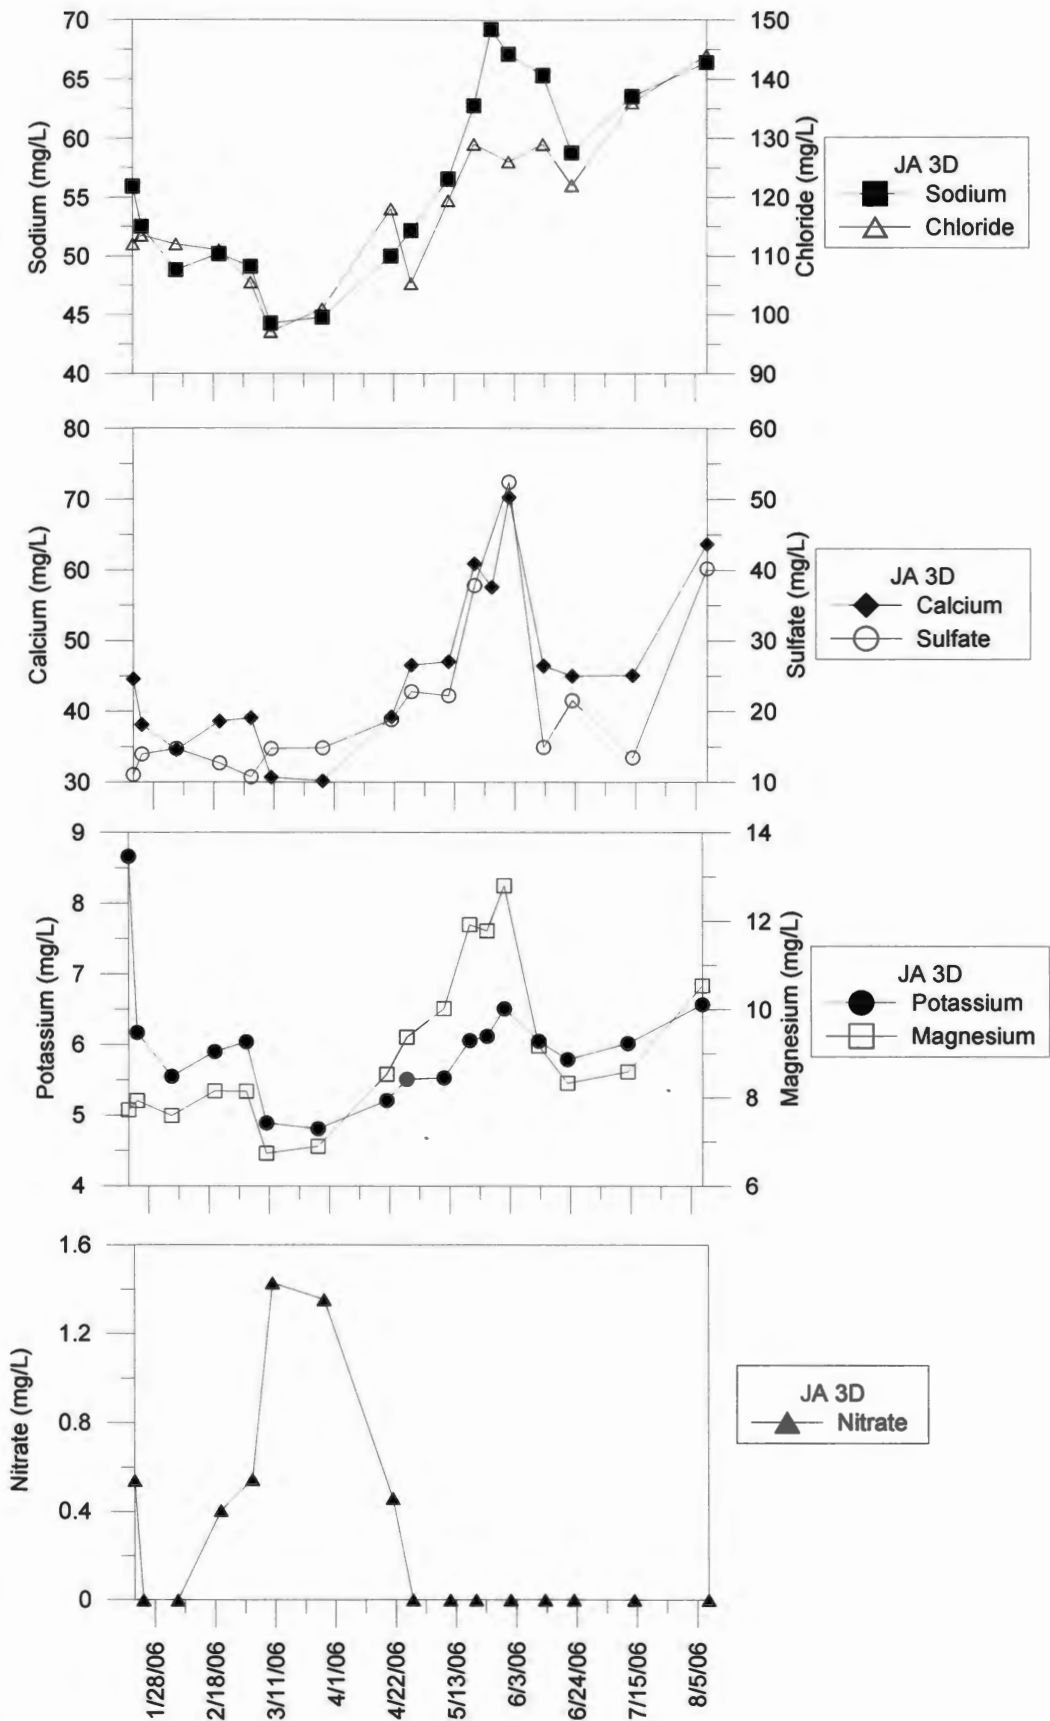 70
65
60
55
50
45
40
Sodium (mg/L)
150
140
130
120
110
100
90
Chloride (mg/L)
JA 3D
Sodium
Chloride
80
70
60
50
40
30
Calcium (mg/L)
60
50
40
30
20
10
Sulfate (mg/L)
JA 3D
Calcium
Sulfate
9
8
7
6
5
4
Potassium (mg/L)
14
12
10
8
6
Magnesium (mg/L)
JA 3D
Potassium
Magnesium
1.6
1.2
0.8
0.4
0
Nitrate (mg/L)
JA 3D
Nitrate
1/28/06
2/18/06
3/11/06
4/1/06
4/22/06
5/13/06
6/3/06
6/24/06
7/15/06
8/5/06